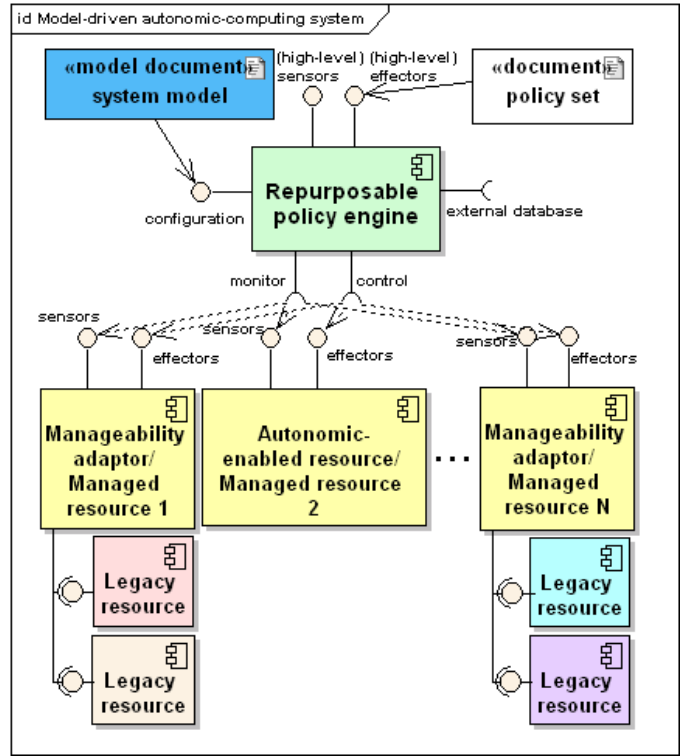 id Model-driven autonomic-computing system
«model document»
system model
(high-level)
sensors
(high-level)
effectors
«document»
policy set
Repurposable
policy engine
configuration
external database
monitor
control
sensors
effectors
sensors
effectors
sensors
effectors
Manageability
adaptor/
Managed
resource 1
Autonomic-
enabled resource/
Managed resource
2
...
Manageability
adaptor/
Managed
resource N
Legacy
resource
Legacy
resource
Legacy
resource
Legacy
resource